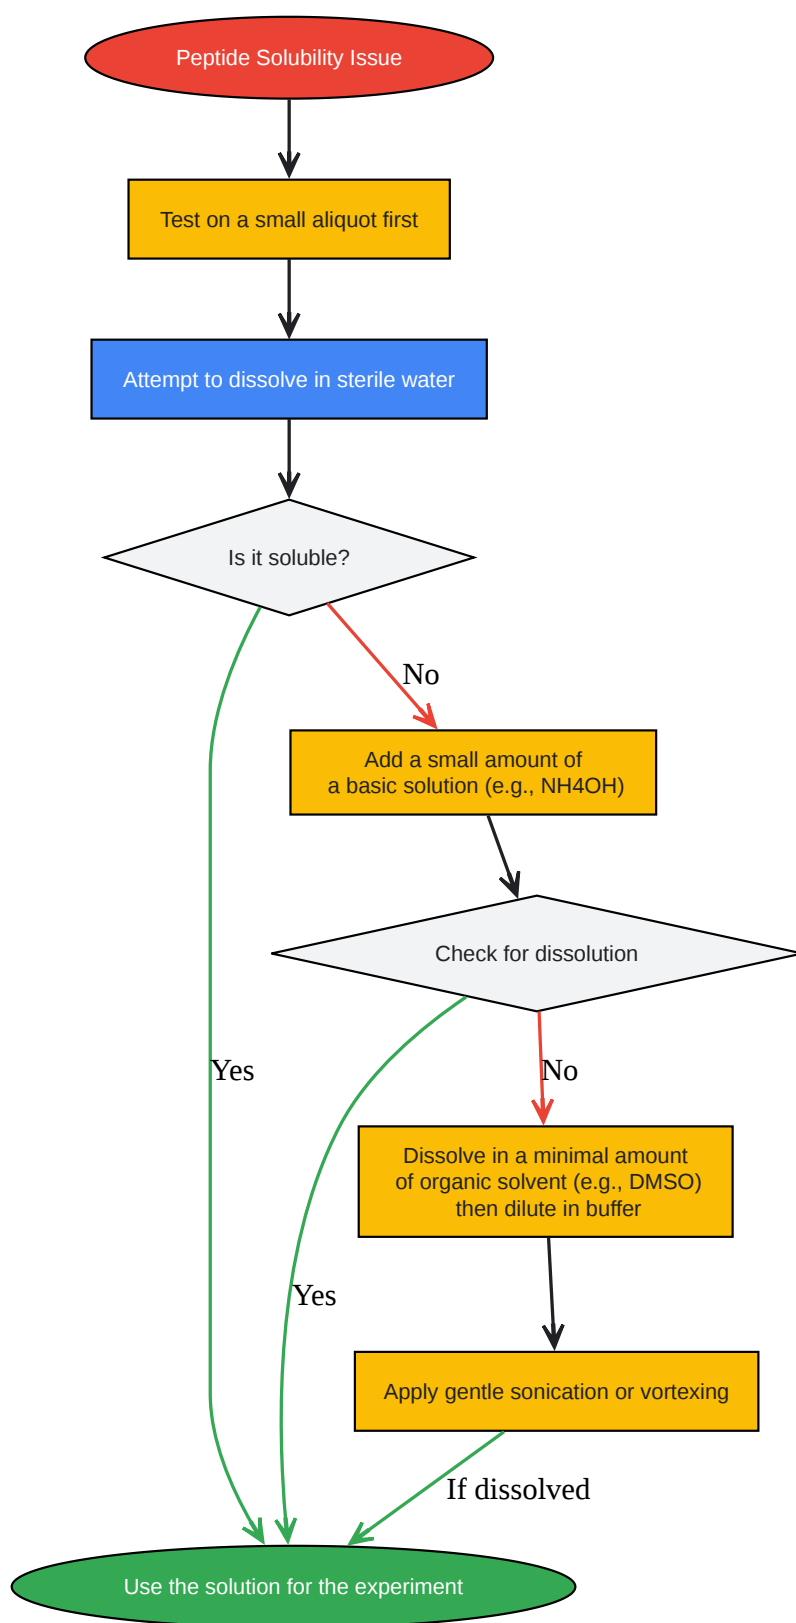 Peptide Solubility Issue
Test on a small aliquot first
Attempt to dissolve in sterile water
Is it soluble?
No
Add a small amount of
a basic solution (e.g., NH4OH)
Check for dissolution
Yes
No
Dissolve in a minimal amount
of organic solvent (e.g., DMSO)
then dilute in buffer
Yes
Apply gentle sonication or vortexing
If dissolved
Use the solution for the experiment